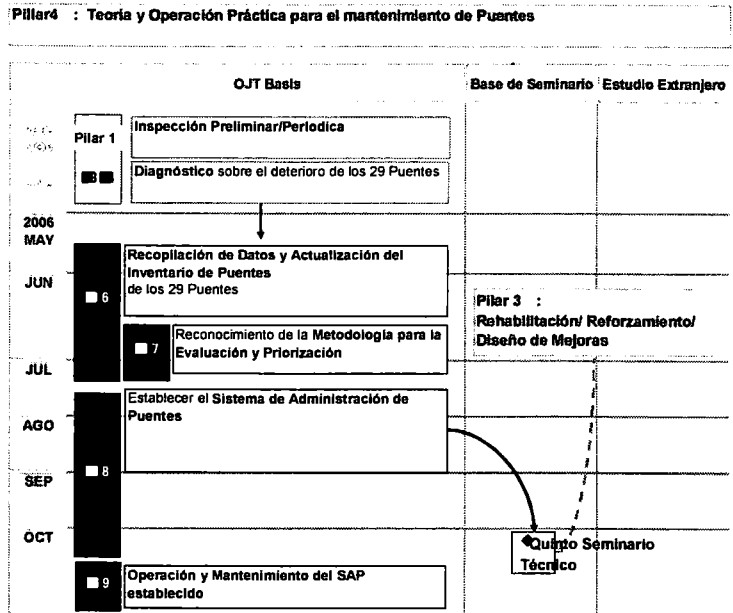 Pillar4 : Teoría y Operación Práctica para el mantenimiento de Puentes
OJT Basis
Base de Seminario
Estudio Extranjero
Pilar 1
Inspección Preliminar/Periodica
Diagnóstico sobre el deterioro de los 29 Puentes
2006
MAY
Recopilación de Datos y Actualización del
Inventario de Puentes
de los 29 Puentes
JUN
6
Pilar 3 :
Rehabilitación/ Reforzamiento/
Diseño de Mejoras
7
Reconocimiento de la Metodología para la
Evaluación y Priorización
JUL
Establecer el Sistema de Administración de
Puentes
AGO
8
SEP
OCT
Quinto Seminario
Técnico
9
Operación y Mantenimiento del SAP
establecido